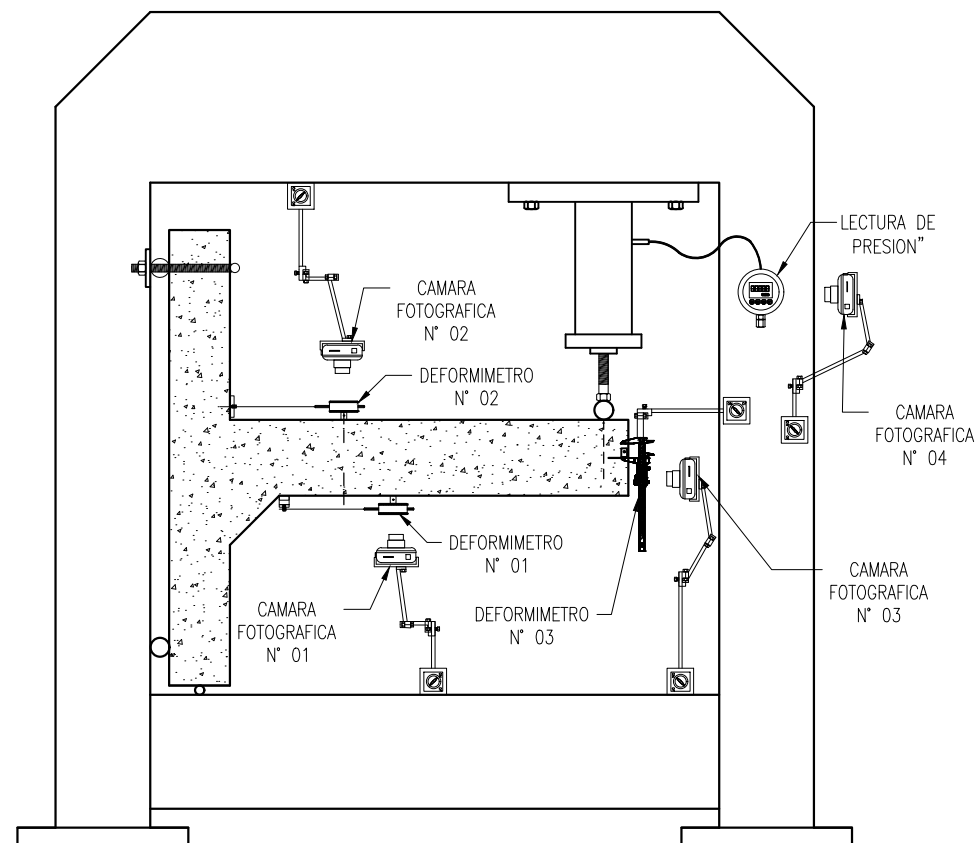 LECTURA DE
PRESION"
CAMARA
FOTOGRAFICA
N° 02
DEFORMIMETRO
N° 02
CAMARA
FOTOGRAFICA
N° 04
DEFORMIMETRO
N° 01
CAMARA
FOTOGRAFICA
N° 03
CAMARA
FOTOGRAFICA
N° 01
DEFORMIMETRO
N° 03